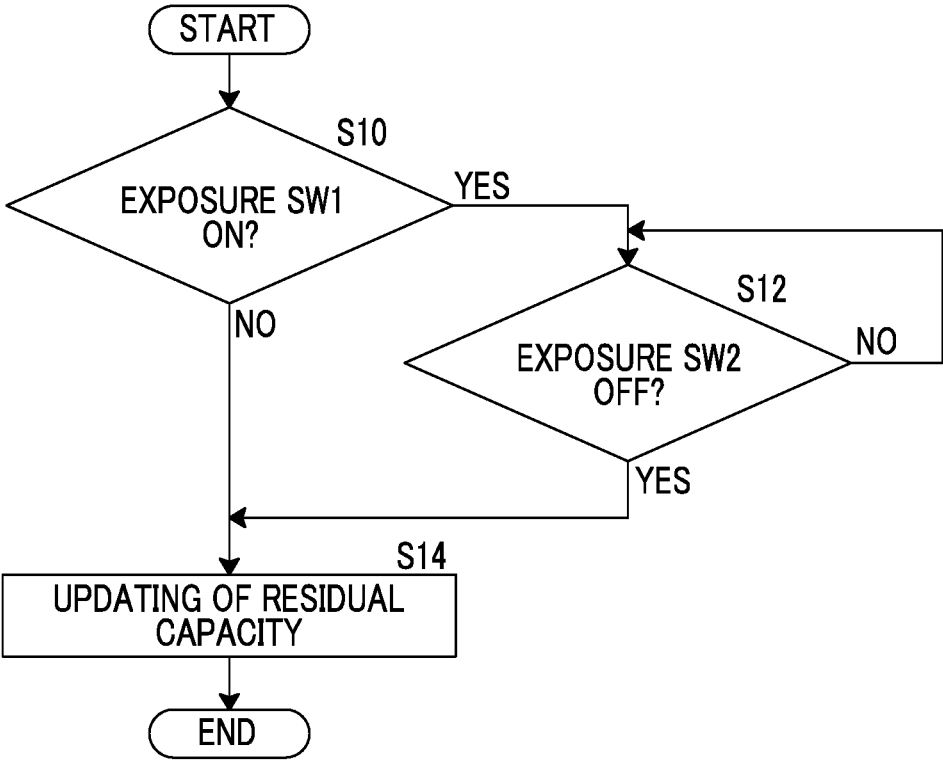 START
S10
EXPOSURE SW1
ON?
YES
NO
S12
EXPOSURE SW2
OFF?
NO
YES
S14
UPDATING OF RESIDUAL
CAPACITY
END